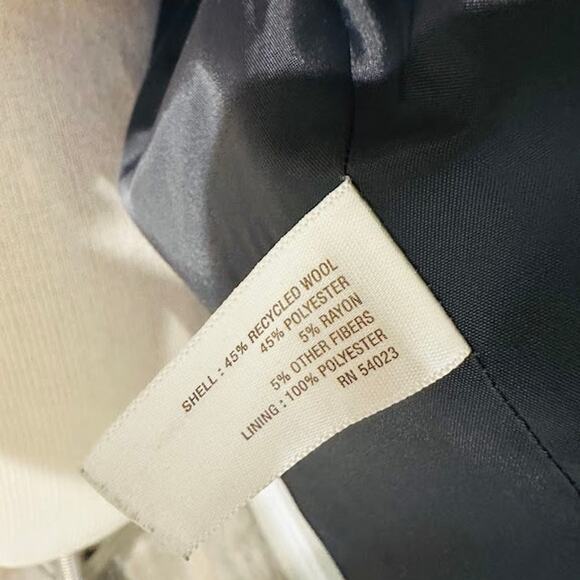 SHELL : 45% RECYCLED WOOL
45% POLYESTER
5% RAYON
5% OTHER FIBERS
LINING : 100% POLYESTER
RN 54023